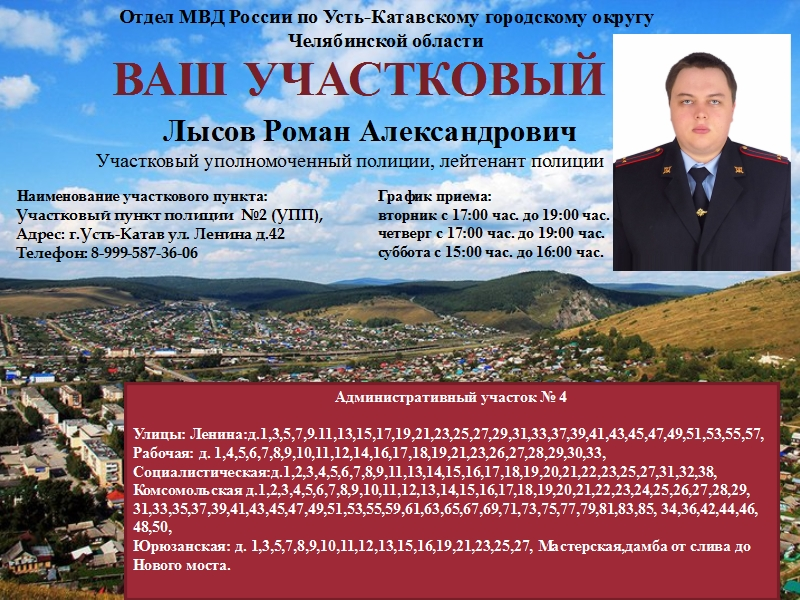 Отдел МВД России по Усть-Катавскому городскому округу
Челябинской области
ВАШ УЧАСТКОВЫЙ
Лысов Роман Александрович
Участковый уполномоченный полиции, лейтенант полиции
Наименование участкового пункта:
Участковый пункт полиции №2 (УПП),
Адрес: г.Усть-Катав ул. Ленина д.42
Телефон: 8-999-587-36-06
График приема:
вторник с 17:00 час. до 19:00 час.
четверг с 17:00 час. до 19:00 час.
суббота с 15:00 час. до 16:00 час.
Административный участок № 4
Улицы: Ленина:д.1,3,5,7,9.11,13,15,17,19,21,23,25,27,29,31,33,37,39,41,43,45,47,49,51,53,55,57,
Рабочая: д. 1,4,5,6,7,8,9,10,11,12,14,16,17,18,19,21,23,26,27,28,29,30,33,
Социалистическая:д.1,2,3,4,5,6,7,8,9,11,13,14,15,16,17,18,19,20,21,22,23,25,27,31,32,38,
Комсомольская д.1,2,3,4,5,6,7,8,9,10,11,12,13,14,15,16,17,18,19,20,21,22,23,24,25,26,27,28,29,
31,33,35,37,39,41,43,45,47,49,51,53,55,59,61,63,65,67,69,71,73,75,77,79,81,83,85, 34,36,42,44,46,
48,50,
Юрюзанская: д. 1,3,5,7,8,9,10,11,12,13,15,16,19,21,23,25,27, Мастерская,дамба от слива до
Нового моста.